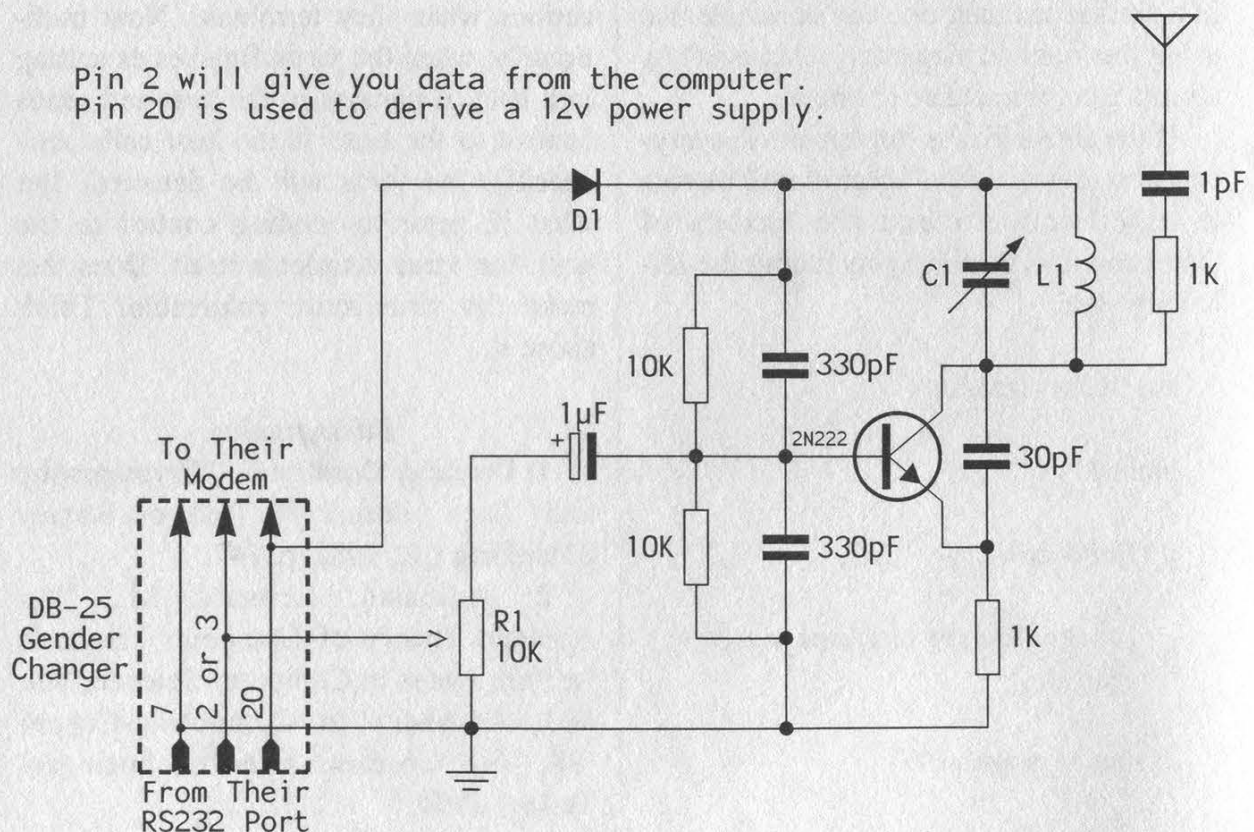 Pin 2 will give you data from the computer.
Pin 20 is used to derive a 12v power supply.
D1
1pF
C1
L1
1K
10K
330pF
1µF
+
2N222
30pF
To Their
Modem
10K
330pF
DB-25
Gender
Changer
7
2 or 3
20
R1
10K
1K
From Their
RS232 Port